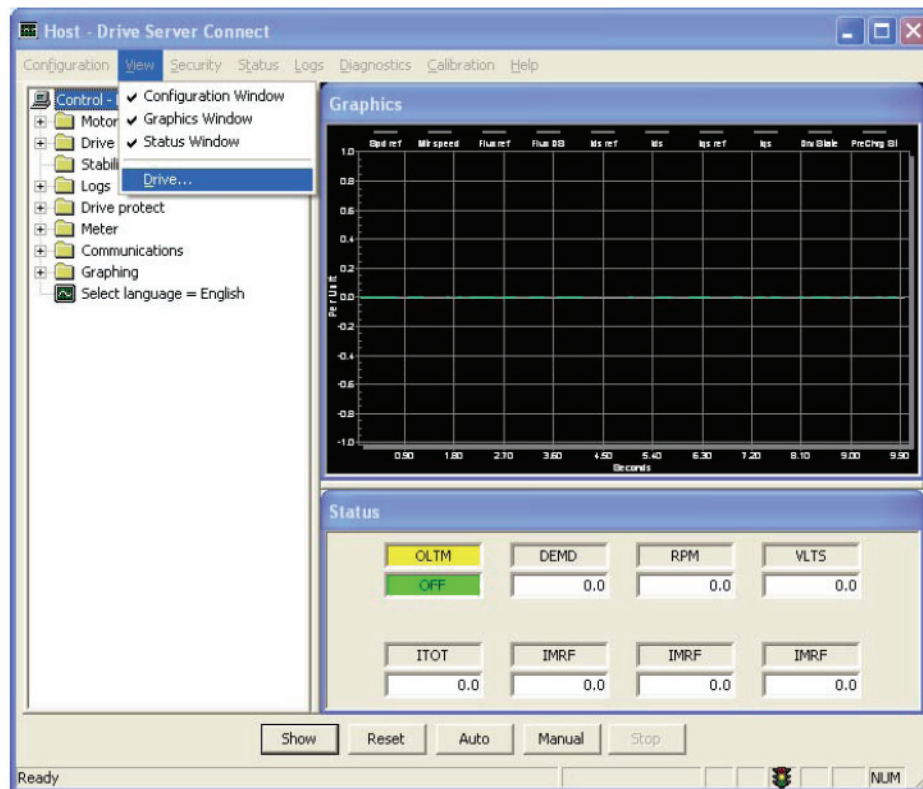 Host - Drive Server Connect
Configuration View Security Status Logs Diagnostics Calibration Help
Configuration Window
Graphics Window
Status Window
Drive...
Control -
Motor
Drive
Stabili
Logs
Drive protect
Meter
Communications
Graphing
Select language = English
Graphics
Spd ref Mtr speed Flux ref Flux DS Ids ref Ids Iqs ref Iqs Drv State PreChrg St
1.0
0.8
0.6
0.4
0.2
0.0
-0.2
-0.4
-0.6
-0.8
-1.0
Per Unit
0.90 1.80 2.70 3.60 4.50 5.40 6.30 7.20 8.10 9.00 9.90
Seconds
Status
OLTM DEMD RPM VLTS
OFF 0.0 0.0 0.0
ITOT IMRF IMRF IMRF
0.0 0.0 0.0 0.0
Show Reset Auto Manual Stop
Ready NUM